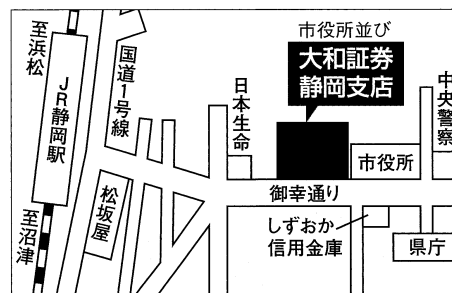 市役所並び
大和証券
静岡支店
至浜松
JR静岡駅
至沼津
国道1号線
松坂屋
日本生命
市役所
中央警察
御幸通り
しずおか
信用金庫
県庁